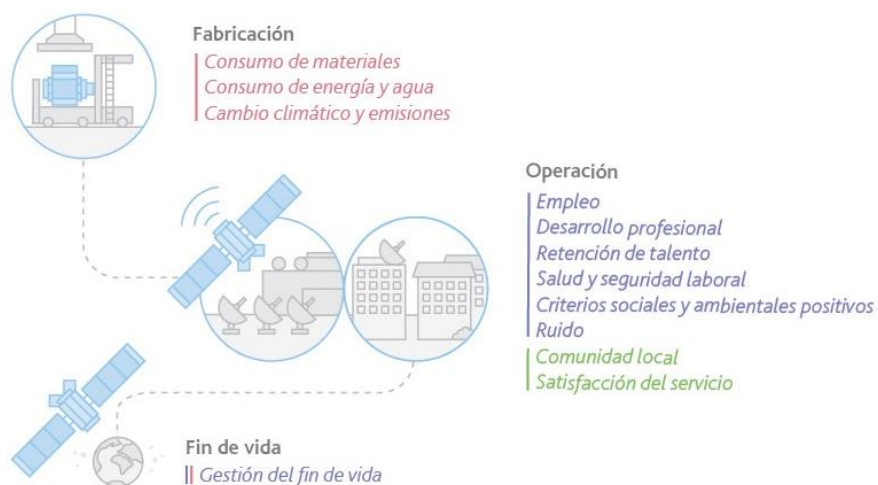 Fabricación
Consumo de materiales
Consumo de energía y agua
Cambio climático y emisiones
Operación
Empleo
Desarrollo profesional
Retención de talento
Salud y seguridad laboral
Criterios sociales y ambientales positivos
Ruido
Comunidad local
Satisfacción del servicio
Fin de vida
Gestión del fin de vida